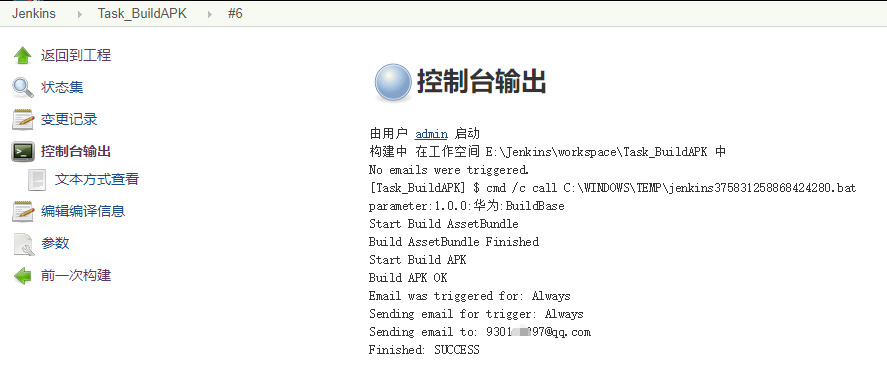 Jenkins Task_BuildAPK #6
返回到工程
状态集
变更记录
控制台输出
文本方式查看
编辑编译信息
参数
前一次构建
控制台输出
由用户 admin 启动
构建中 在工作空间 E:\Jenkins\workspace\Task_BuildAPK 中
No emails were triggered.
[Task_BuildAPK] $ cmd /c call C:\WINDOWS\TEMP\jenkins375831258868424280.bat
parameter:1.0.0:华为:BuildBase
Start Build AssetBundle
Build AssetBundle Finished
Start Build APK
Build APK OK
Email was triggered for: Always
Sending email for trigger: Always
Sending email to:
Finished: SUCCESS